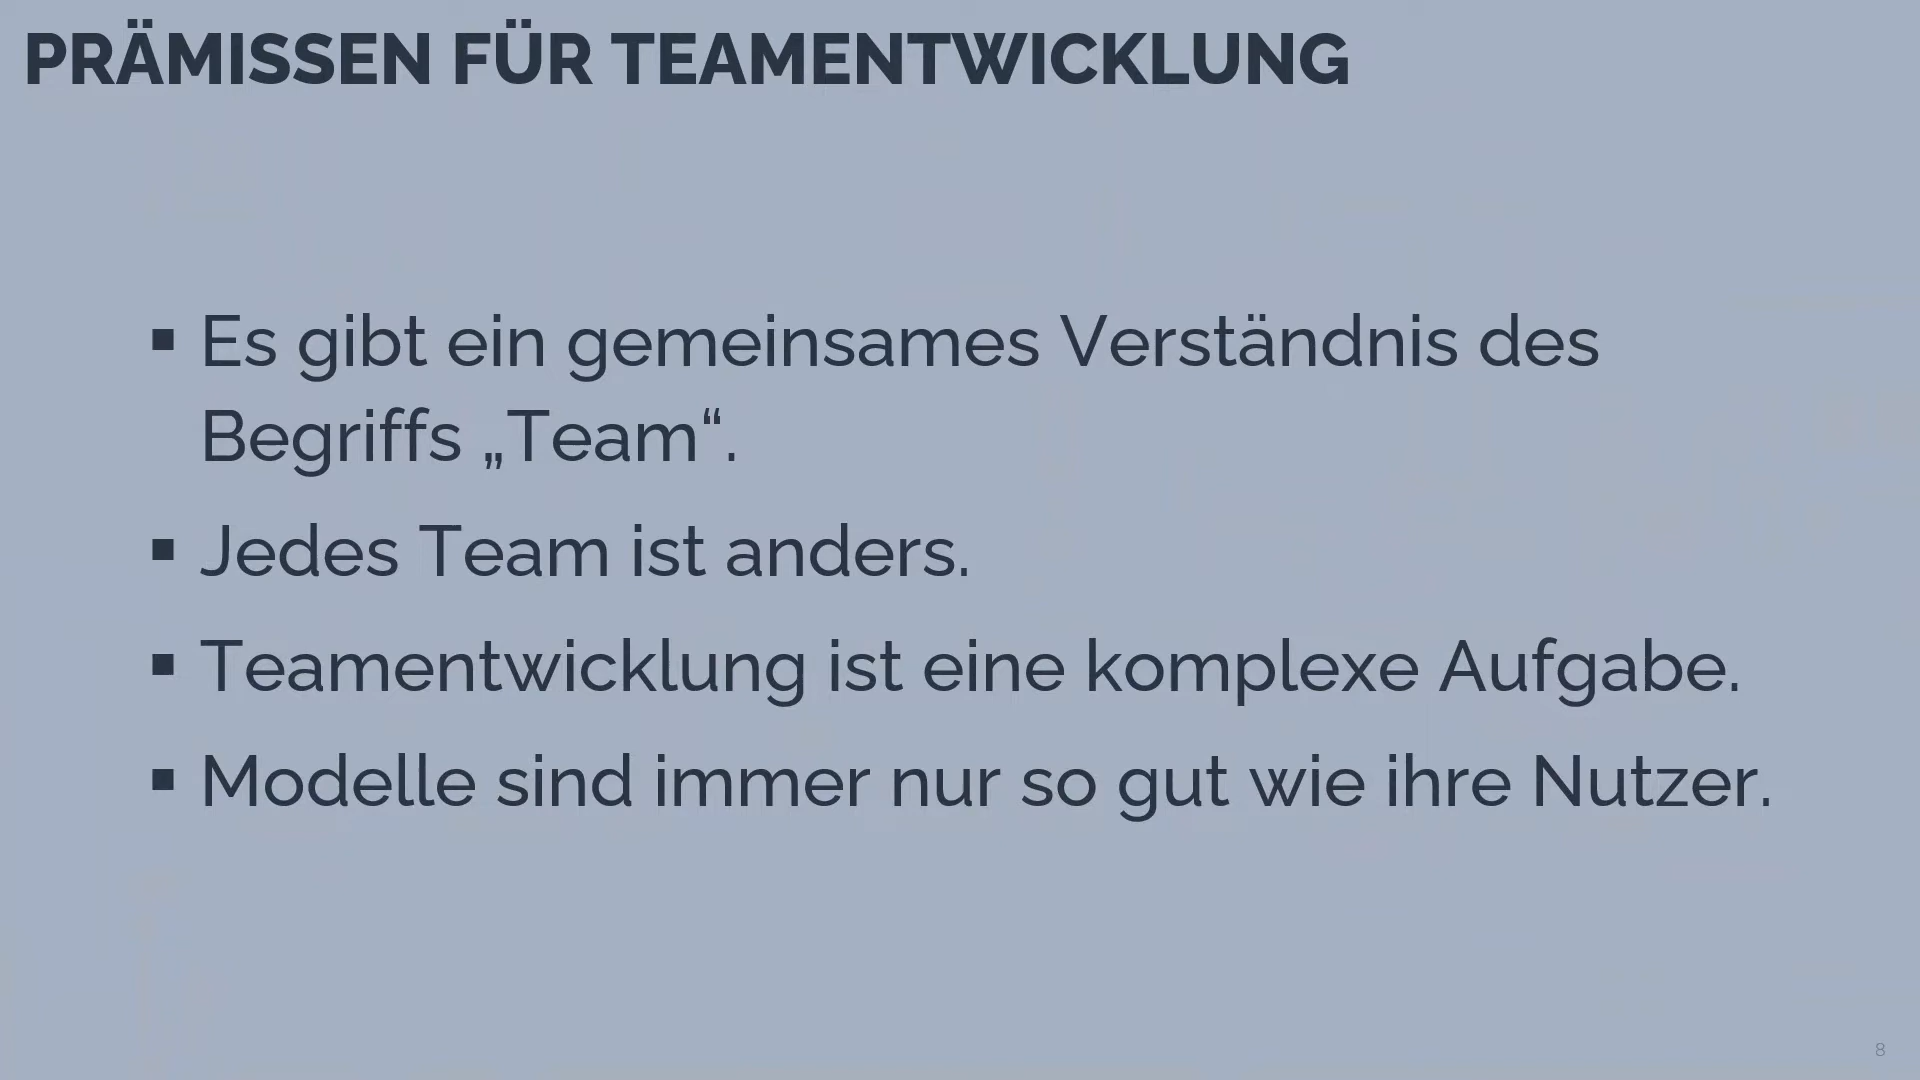 PRÄMISSEN FÜR TEAMENTWICKLUNG
▪ Es gibt ein gemeinsames Verständnis des
Begriffs „Team“.
▪ Jedes Team ist anders.
▪ Teamentwicklung ist eine komplexe Aufgabe.
▪ Modelle sind immer nur so gut wie ihre Nutzer.
8